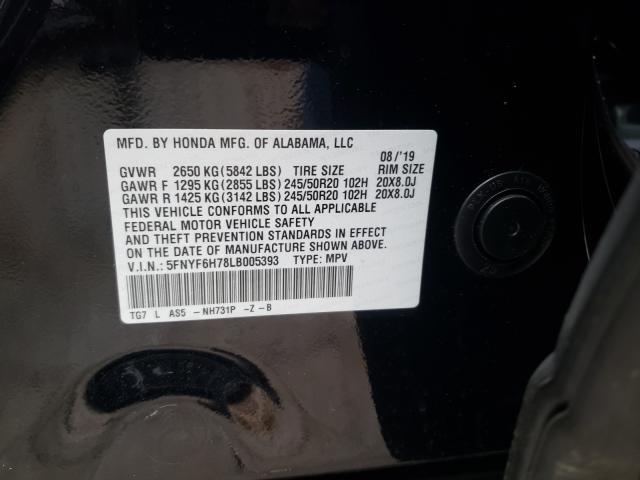 MFD. BY HONDA MFG. OF ALABAMA, LLC
08/'19
GVWR 2650 KG (5842 LBS) TIRE SIZE RIM SIZE
GAWR F 1295 KG (2855 LBS) 245/50R20 102H 20X8.0J
GAWR R 1425 KG (3142 LBS) 245/50R20 102H 20X8.0J
THIS VEHICLE CONFORMS TO ALL APPLICABLE
FEDERAL MOTOR VEHICLE SAFETY
AND THEFT PREVENTION STANDARDS IN EFFECT
ON THE DATE OF MANUFACTURE SHOWN ABOVE.
V.I.N.: 5FNYF6H78LB005393 TYPE: MPV
TG7 L AS5 -NH731P -Z-B